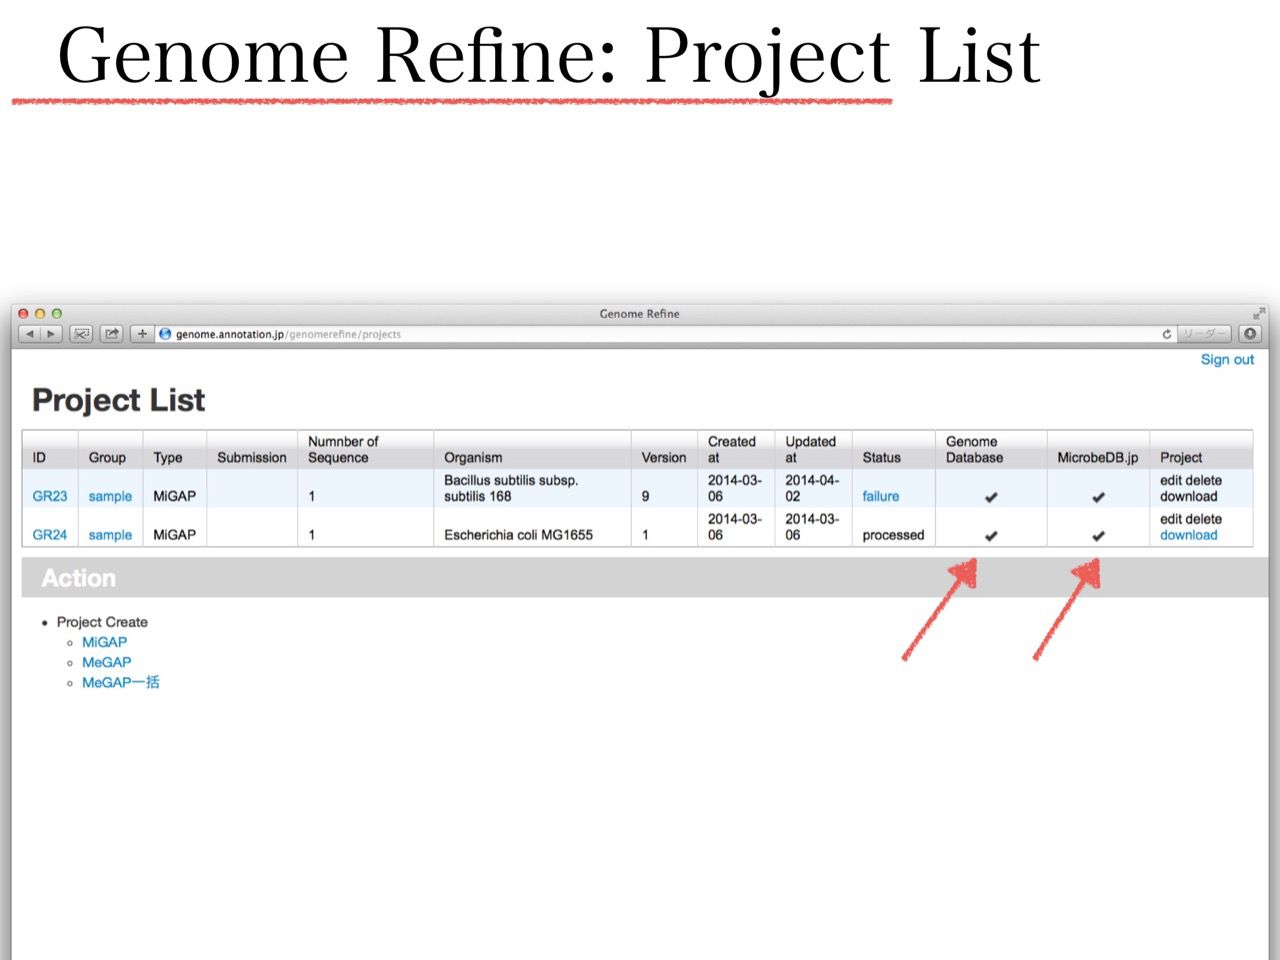 Genome Refine: Project List
Genome Refine
genome.annotation.jp/genomerefine/projects
リーダー
Sign out
Project List
ID Group Type Submission Numnber of Sequence Organism Version Created at Updated at Status Genome Database MicrobeDB.jp Project
GR23 sample MiGAP 1 Bacillus subtilis subsp. subtilis 168 9 2014-03-06 2014-04-02 failure ✔ ✔ edit delete download
GR24 sample MiGAP 1 Escherichia coli MG1655 1 2014-03-06 2014-03-06 processed ✔ ✔ edit delete download
Action
• Project Create
◦ MiGAP
◦ MeGAP
◦ MeGAP一括